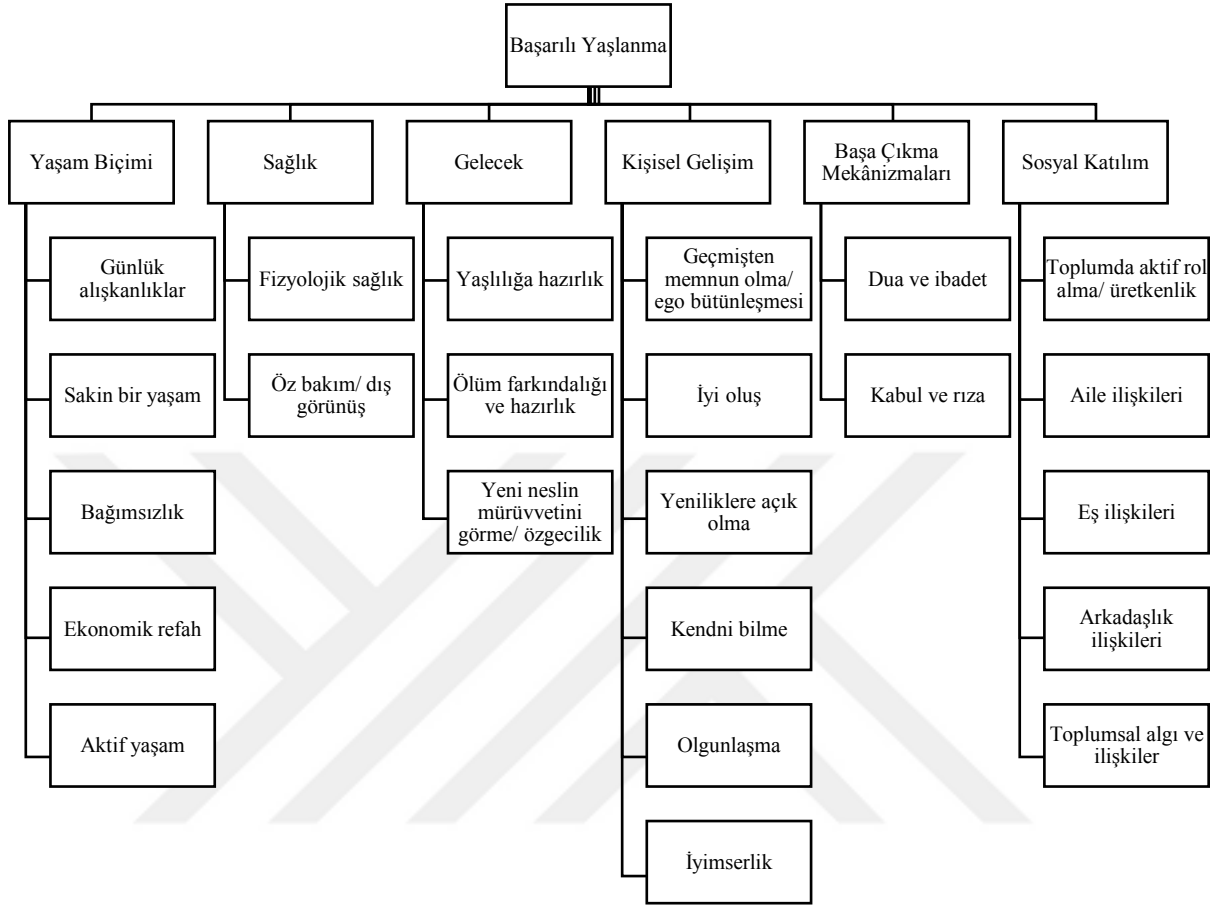 Başarılı Yaşlanma
Yaşam Biçimi
Günlük
alışkanlıklar
Sakin bir yaşam
Bağımsızlık
Ekonomik refah
Aktif yaşam
Sağlık
Fizyolojik sağlık
Öz bakım/ dış
görünüş
Gelecek
Yaşlılığa hazırlık
Ölüm farkındalığı
ve hazırlık
Yeni neslin
mürüvvetini
görme/ özgecilik
Kişisel Gelişim
Geçmişten
memnun olma/
ego bütünleşmesi
İyi oluş
Yeniliklere açık
olma
Kendni bilme
Olgunlaşma
İyimserlik
Başa Çıkma
Mekânizmaları
Dua ve ibadet
Kabul ve rıza
Sosyal Katılım
Toplumda aktif rol
alma/ üretkenlik
Aile ilişkileri
Eş ilişkileri
Arkadaşlık
ilişkileri
Toplumsal algı ve
ilişkiler